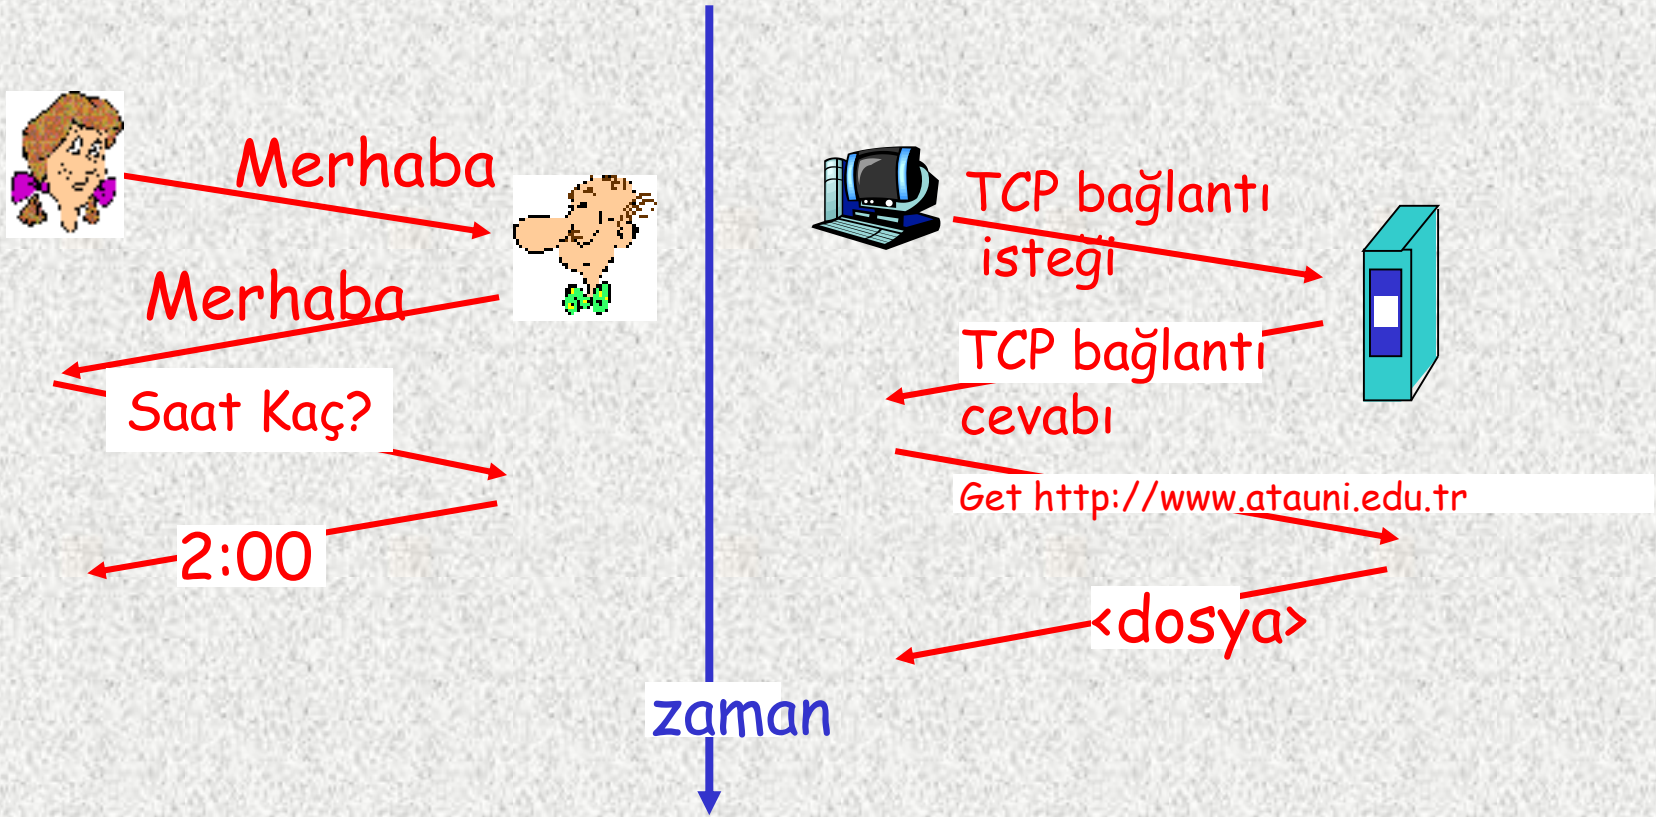 Merhaba
Merhaba
Saat Kaç?
2:00
TCP bağlantı
isteği
TCP bağlantı
cevabı
Get http://www.atauni.edu.tr
<dosya>
zaman